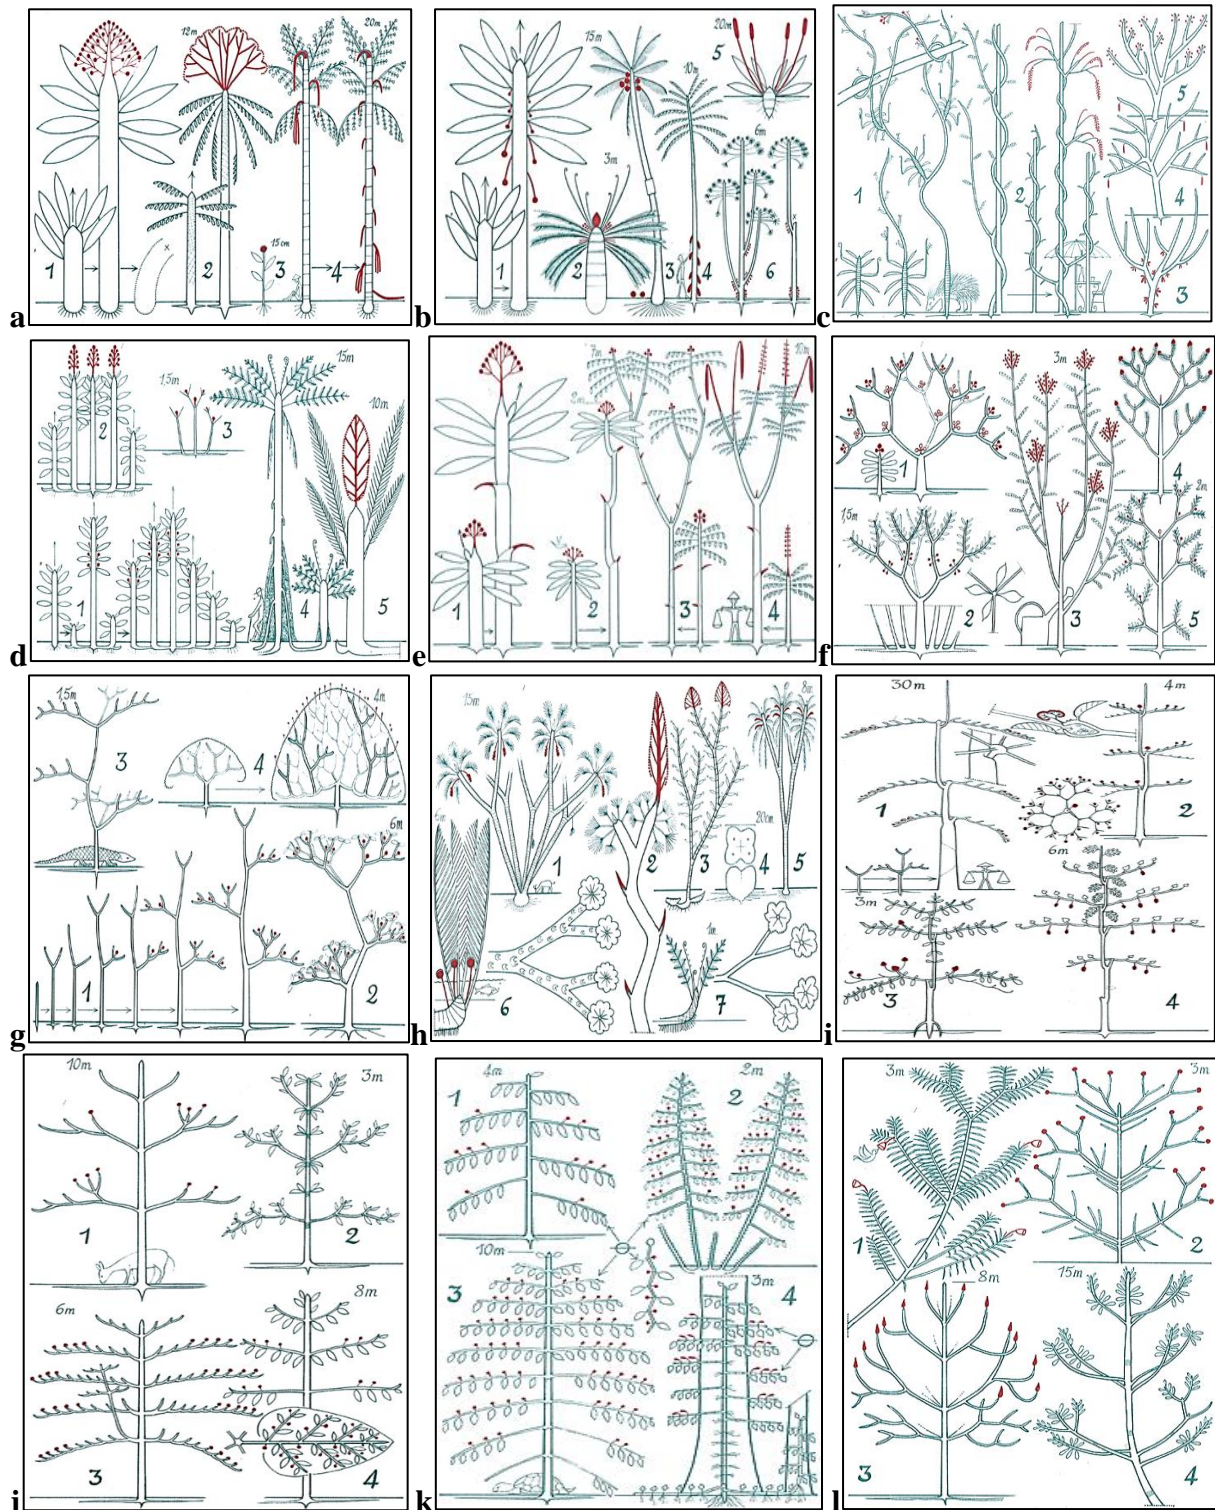 12m 20m
15cm
1 2 3 4
a
20m
15m 10m 5
6m
3m
1 2 3 4 6
b
5
1 2 4
3
c
1,5m 15m
10m
2 3
1 4 5
d
7m 10m
2m
1 2 3 4
e
3m
1 4
1,5m 2m
2 3 5
f
1,5m 4m
3 4
6m
1 2
g
15m 8m
6m
1 2 3 4 5
20cm
1m
6 7
h
30m 4m
1 2
6m
3m
3 4
i
10m 3m
1 2
6m 8m
3 4
j
4m 2m
1 2
10m 3m
3 4
k
3m 3m
1 2
8m 15m
3 4
l